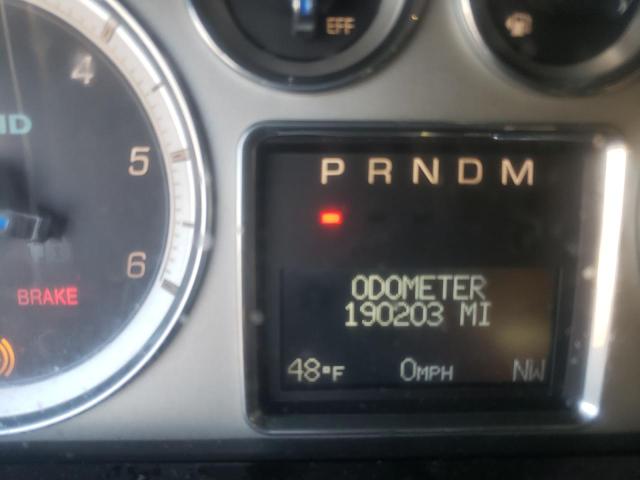 EFF
4
5
6
BRAKE
P R N D M
ODOMETER
190203 MI
48°F 0MPH NW